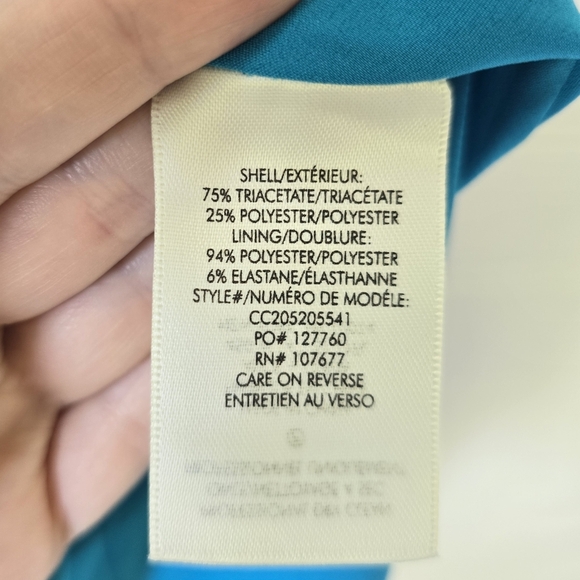 SHELL/EXTÉRIEUR:
75% TRIACETATE/TRIACÉTATE
25% POLYESTER/POLYESTER
LINING/DOUBLURE:
94% POLYESTER/POLYESTER
6% ELASTANE/ÉLASTHANNE
STYLE#/NUMÉRO DE MODÉLE:
CC205205541
PO# 127760
RN# 107677
CARE ON REVERSE
ENTRETIEN AU VERSO